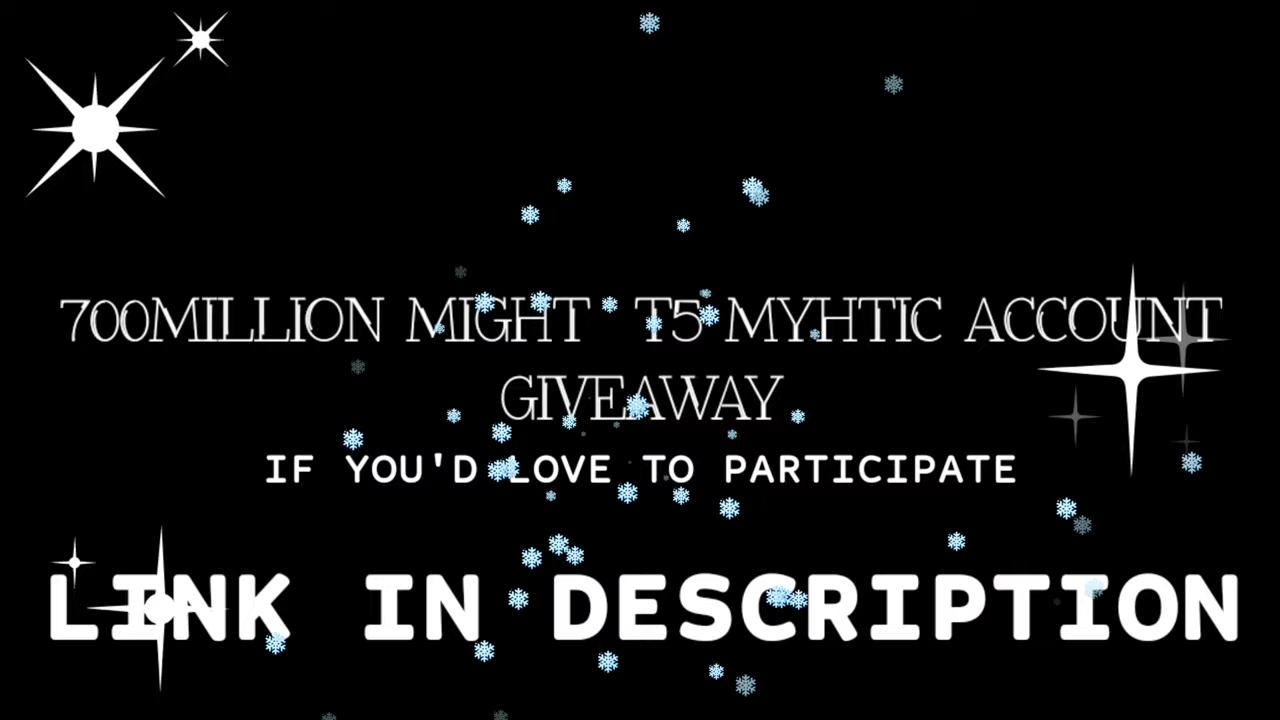 700MILLION MIGHT T5 MYHTIC ACCOUNT
GIVEAWAY
IF YOU'D LOVE TO PARTICIPATE
LINK IN DESCRIPTION